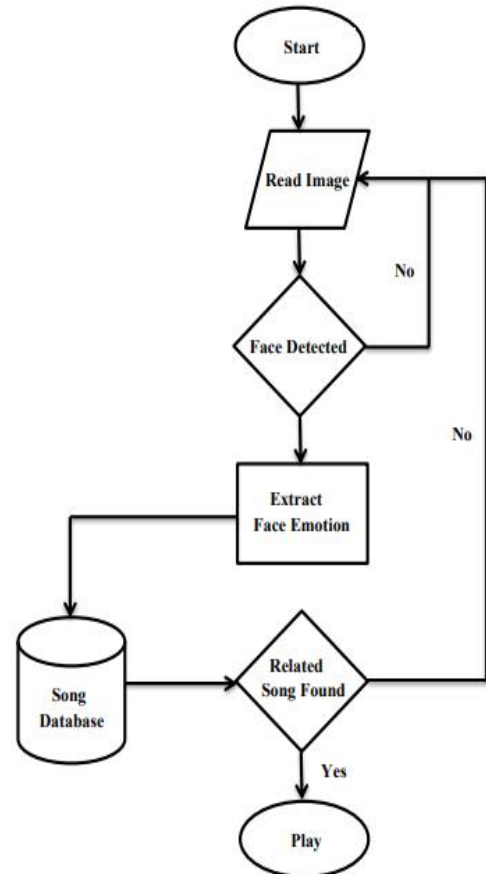 Start
Read Image
No
Face Detected
No
Extract
Face Emotion
Related
Song Found
Song
Database
Yes
Play